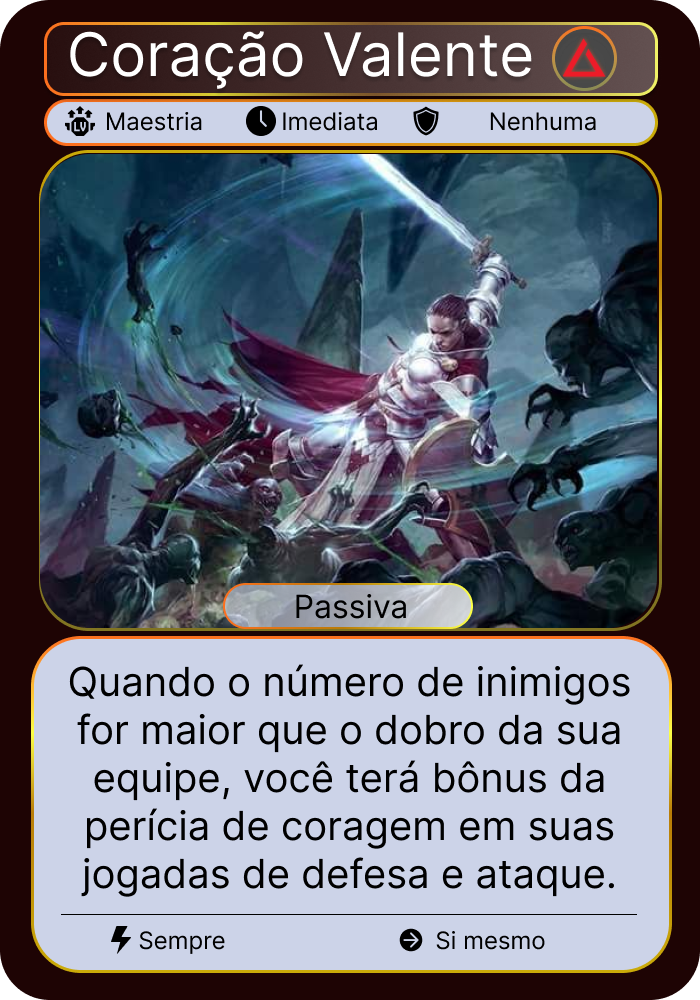 Coração Valente
LV Maestria Imediata Nenhuma
Passiva
Quando o número de inimigos
for maior que o dobro da sua
equipe, você terá bônus da
perícia de coragem em suas
jogadas de defesa e ataque.
Sempre Si mesmo